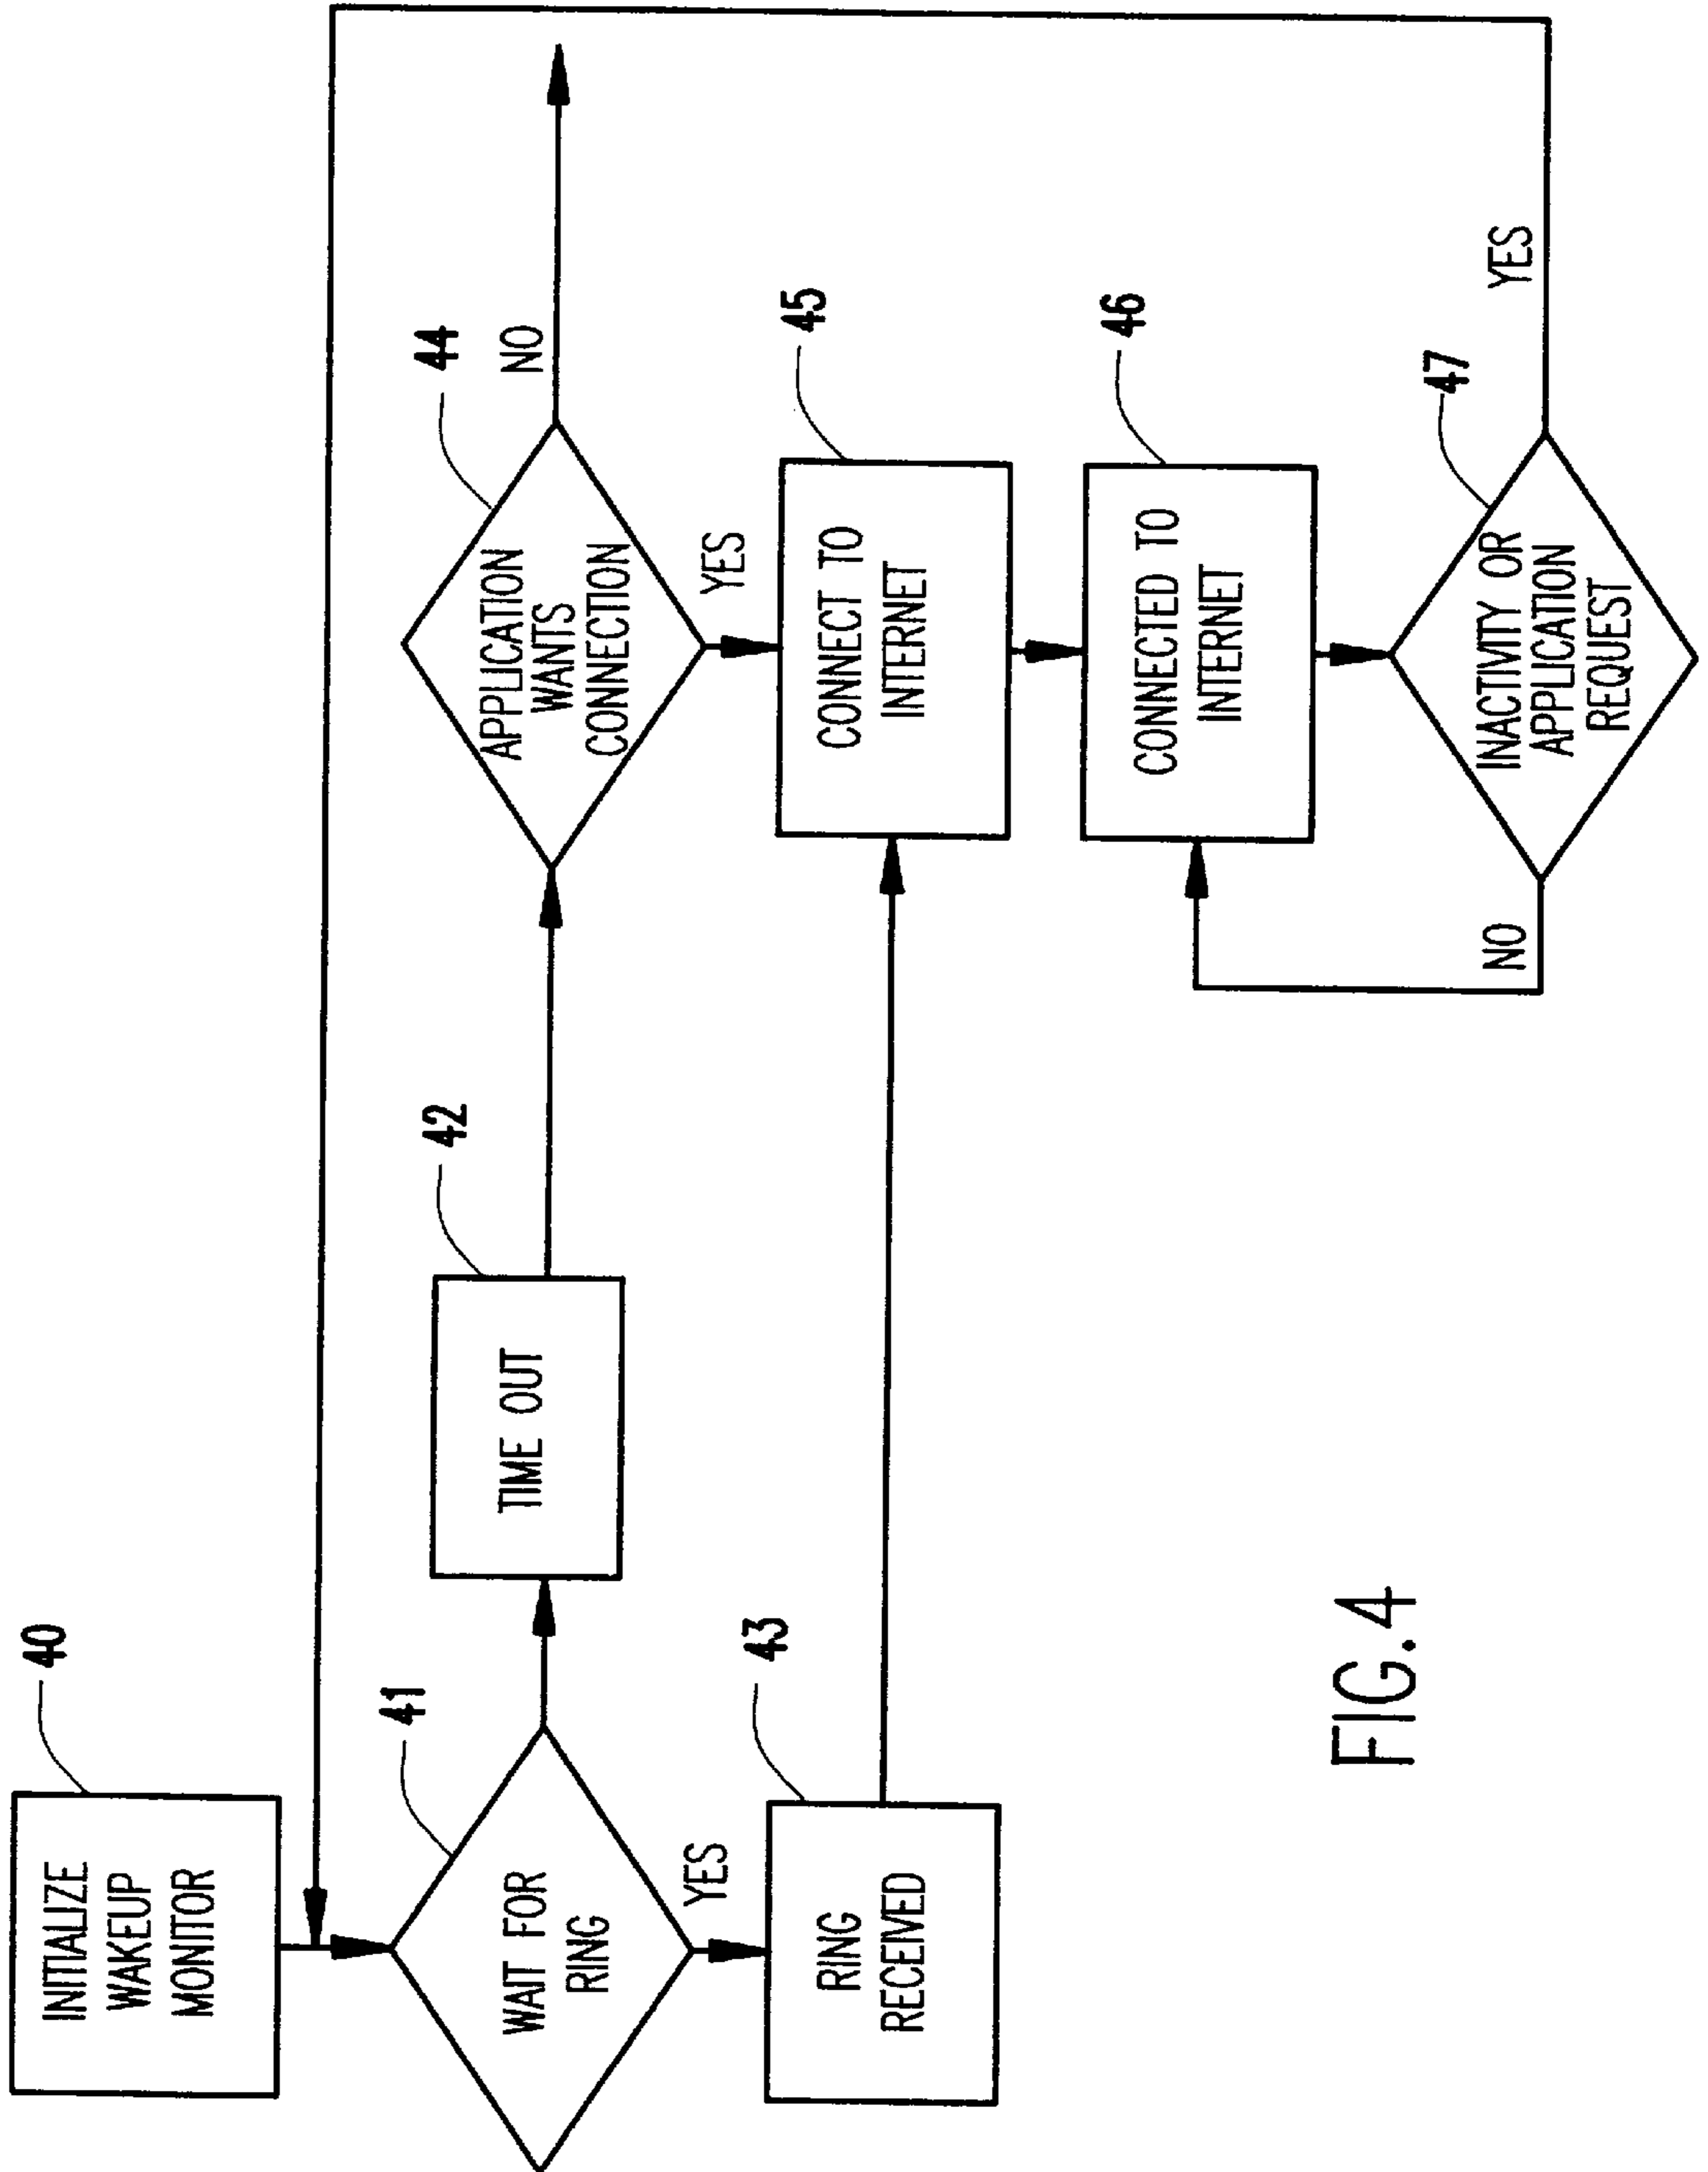 40
INITIALIZE
WAKEUP
MONITOR
41
WAIT FOR
RING
YES
42
TIME OUT
43
RING
RECEIVED
44
APPLICATION
WANTS
CONNECTION
NO
YES
45
CONNECT TO
INTERNET
46
CONNECTED TO
INTERNET
47
INACTIVITY OR
APPLICATION
REQUEST
NO
YES
FIG.4